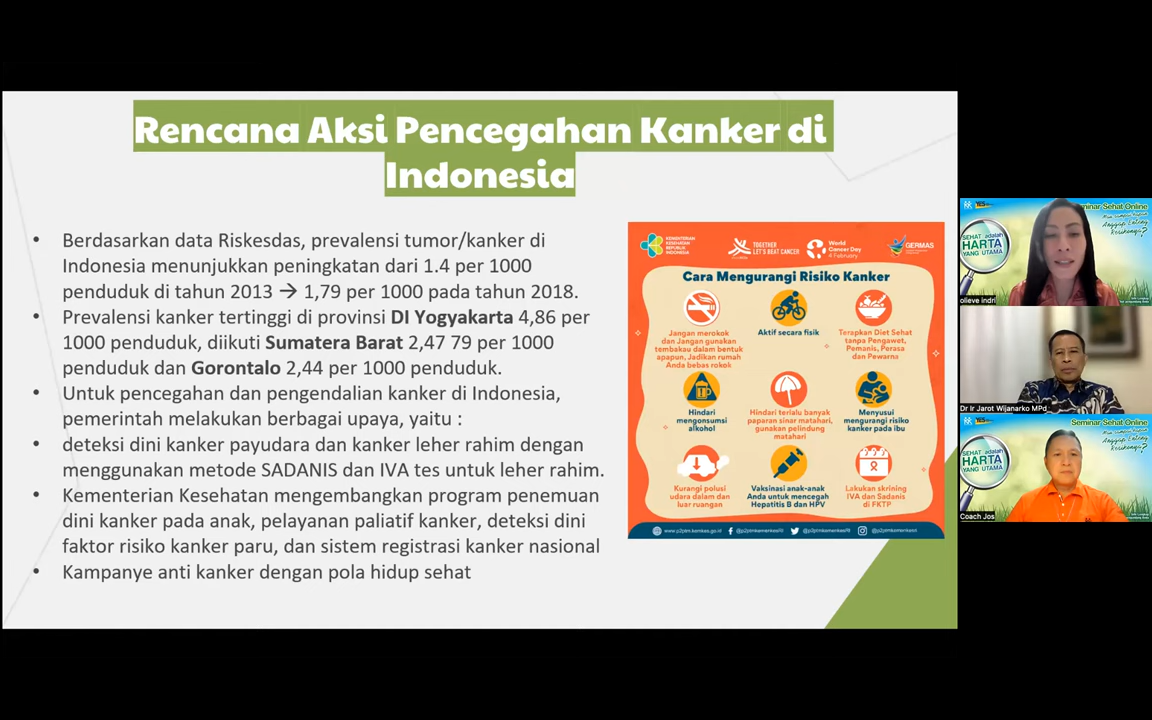 Rencana Aksi Pencegahan Kanker di
Indonesia
• Berdasarkan data Riskesdas, prevalensi tumor/kanker di
Indonesia menunjukkan peningkatan dari 1.4 per 1000
penduduk di tahun 2013 → 1,79 per 1000 pada tahun 2018.
• Prevalensi kanker tertinggi di provinsi DI Yogyakarta 4,86 per
1000 penduduk, diikuti Sumatera Barat 2,47 79 per 1000
penduduk dan Gorontalo 2,44 per 1000 penduduk.
• Untuk pencegahan dan pengendalian kanker di Indonesia,
pemerintah melakukan berbagai upaya, yaitu :
• deteksi dini kanker payudara dan kanker leher rahim dengan
menggunakan metode SADANIS dan IVA tes untuk leher rahim.
• Kementerian Kesehatan mengembangkan program penemuan
dini kanker pada anak, pelayanan paliatif kanker, deteksi dini
faktor risiko kanker paru, dan sistem registrasi kanker nasional
• Kampanye anti kanker dengan pola hidup sehat
KEMENTERIAN
KESEHATAN
REPUBLIK
INDONESIA
TOGETHER
LET'S BEAT CANCER
World
Cancer Day
4 February
GERMAS
Cara Mengurangi Risiko Kanker
Jangan merokok
dan Jangan gunakan
tembakau dalam bentuk
apapun, Jadikan rumah
Anda bebas rokok
Aktif secara fisik
Terapkan Diet Sehat
tanpa Pengawet,
Pemanis, Perasa
dan Pewarna
Hindari
mengonsumsi
alkohol
Hindari terlalu banyak
paparan sinar matahari,
gunakan pelindung
matahari
Menyusui
mengurangi risiko
kanker pada ibu
Kurangi polusi
udara dalam dan
luar ruangan
Vaksinasi anak-anak
Anda untuk mencegah
Hepatitis B dan HPV
Lakukan skrining
IVA dan Sadanis
di FKTP
www.p2ptm.kemkes.go.id
Seminar Sehat Online
SEHAT adalah
HARTA
YANG UTAMA
olieve indri
Dr Ir Jarot Wijanarko MPd
Seminar Sehat Online
SEHAT adalah
HARTA
YANG UTAMA
Coach Jos